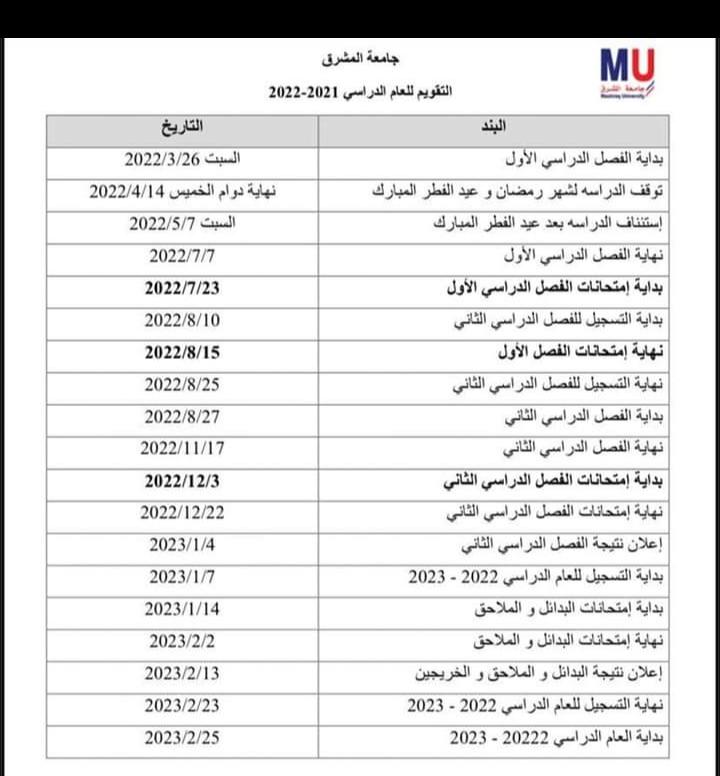 MU
جامعة المشرق
Mashreq University
جامعة المشرق
التقويم للعام الدراسي 2021-2022
البند التاريخ
بداية الفصل الدراسي الأول السبت 2022/3/26
توقف الدراسه لشهر رمضان و عيد الفطر المبارك نهاية دوام الخميس 2022/4/14
إستئناف الدراسه بعد عيد الفطر المبارك السبت 2022/5/7
نهاية الفصل الدراسي الأول 2022/7/7
بداية إمتحانات الفصل الدراسي الأول 2022/7/23
بداية التسجيل للفصل الدراسي الثاني 2022/8/10
نهاية إمتحانات الفصل الأول 2022/8/15
نهاية التسجيل للفصل الدراسي الثاني 2022/8/25
بداية الفصل الدراسي الثاني 2022/8/27
نهاية الفصل الدراسي الثاني 2022/11/17
بداية إمتحانات الفصل الدراسي الثاني 2022/12/3
نهاية إمتحانات الفصل الدراسي الثاني 2022/12/22
إعلان نتيجة الفصل الدراسي الثاني 2023/1/4
بداية التسجيل للعام الدراسي 2022 - 2023 2023/1/7
بداية إمتحانات البدائل و الملاحق 2023/1/14
نهاية إمتحانات البدائل و الملاحق 2023/2/2
إعلان نتيجة البدائل و الملاحق و الخريجين 2023/2/13
نهاية التسجيل للعام الدراسي 2022 - 2023 2023/2/23
بداية العام الدراسي 20222 - 2023 2023/2/25